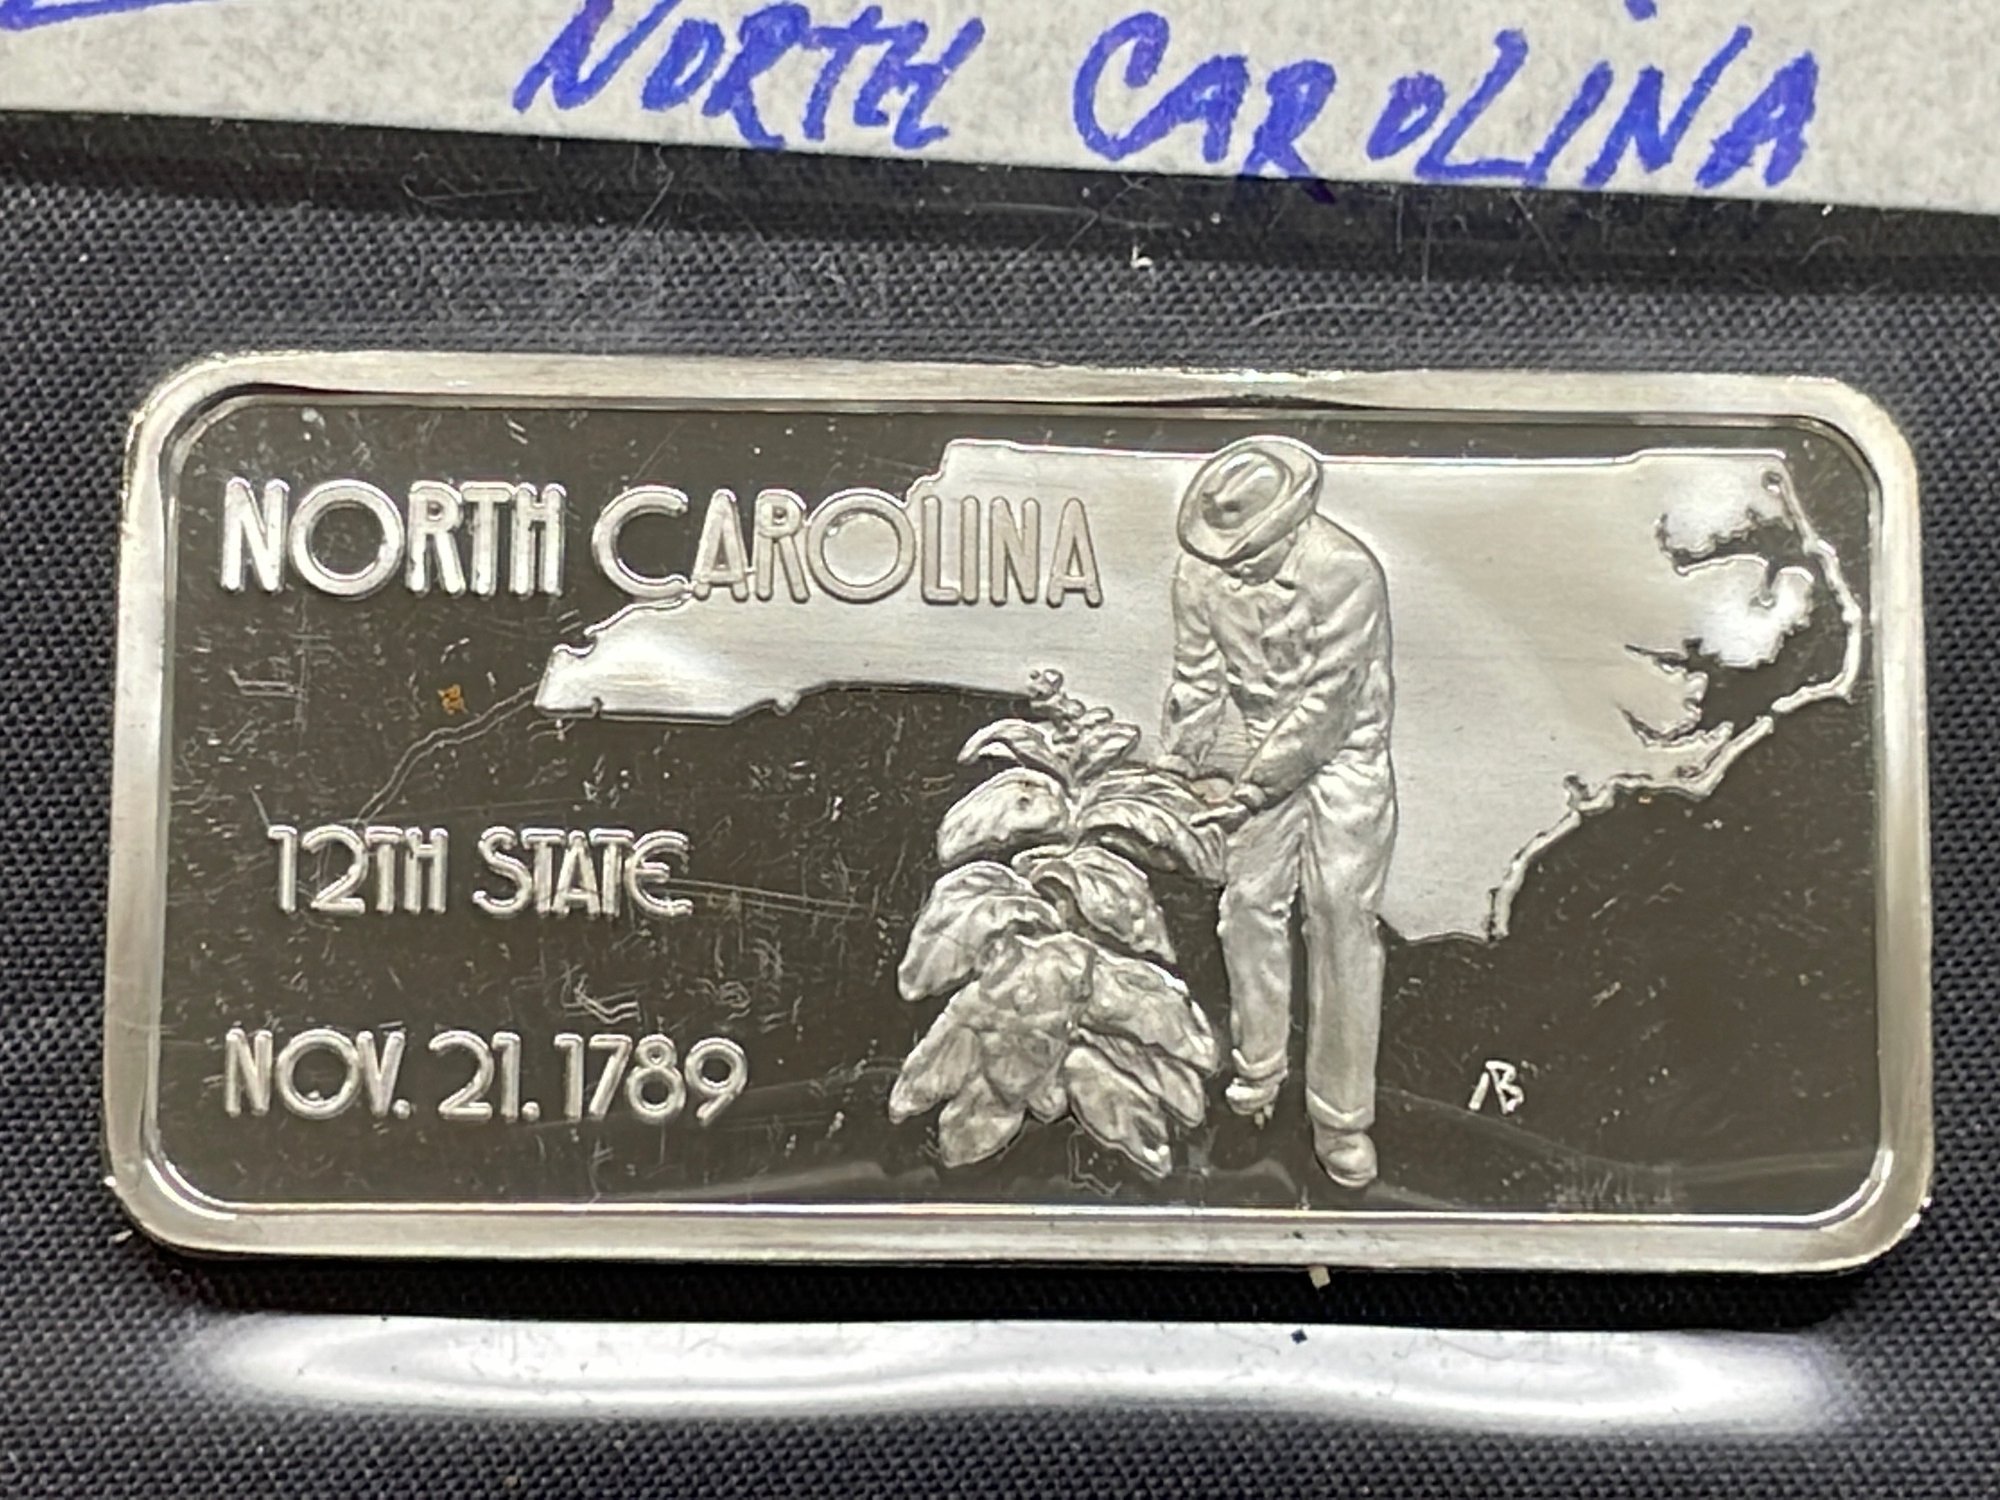 NORTH CAROLINA
NORTH CAROLINA
12TH STATE
NOV. 21. 1789